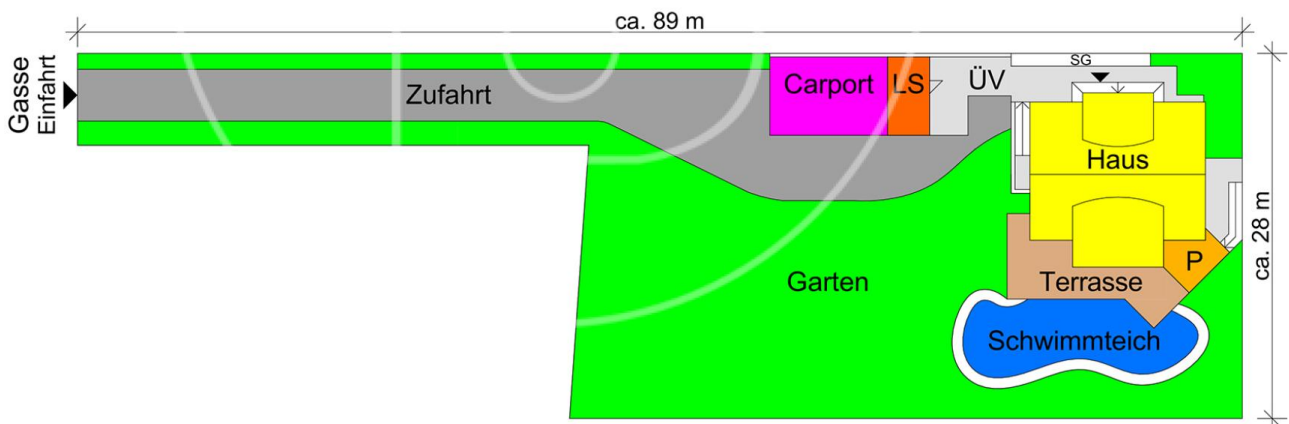 ca. 89 m
Gasse
Einfahrt
Zufahrt
Carport
LS
ÜV
SG
Haus
ca. 28 m
P
Garten
Terrasse
Schwimmteich